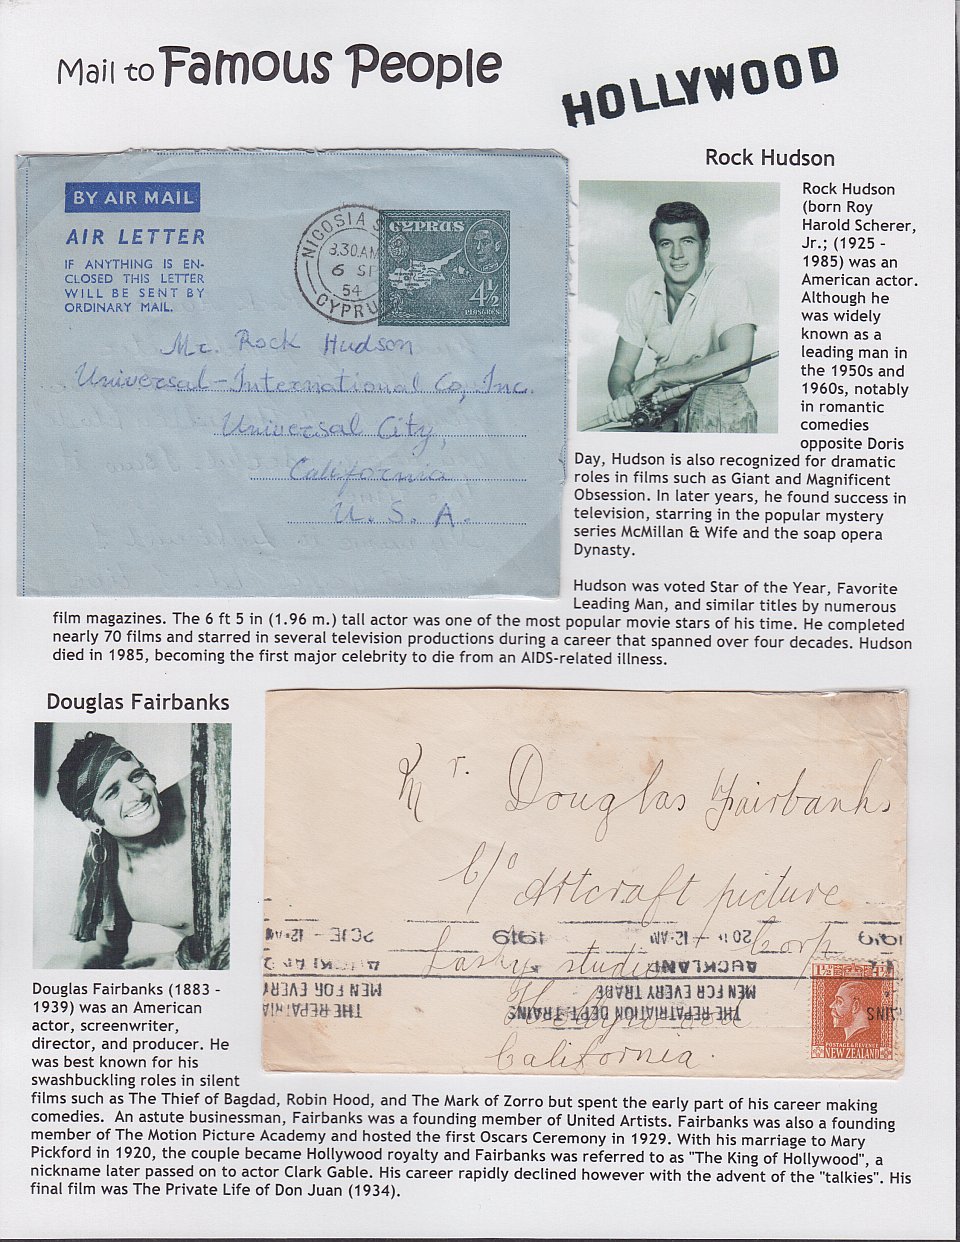 Mail to Famous People
HOLLYWOOD
Rock Hudson
BY AIR MAIL
AIR LETTER
IF ANYTHING IS EN-
CLOSED THIS LETTER
WILL BE SENT BY
ORDINARY MAIL.
NICOSIA
3.30.AM
6 SP
54
CYPRU
CYPRUS
4½
PIASTRES
Mr. Rock Hudson
Universal-International Co, Inc.
Universal City,
California
U. S. A.
Rock Hudson
(born Roy
Harold Scherer,
Jr.; (1925 -
1985) was an
American actor.
Although he
was widely
known as a
leading man in
the 1950s and
1960s, notably
in romantic
comedies
opposite Doris
Day, Hudson is also recognized for dramatic
roles in films such as Giant and Magnificent
Obsession. In later years, he found success in
television, starring in the popular mystery
series McMillan & Wife and the soap opera
Dynasty.
Hudson was voted Star of the Year, Favorite
Leading Man, and similar titles by numerous
film magazines. The 6 ft 5 in (1.96 m.) tall actor was one of the most popular movie stars of his time. He completed
nearly 70 films and starred in several television productions during a career that spanned over four decades. Hudson
died in 1985, becoming the first major celebrity to die from an AIDS-related illness.
Douglas Fairbanks
Mr. Douglas Fairbanks
c/o Artcraft picture
Lasky studio Corp
California.
1919
12·AM
AUCKLAND
MEN FOR EVERY TRADE
THE REPATRIATION DEPT. TRAINS
1½D
POSTAGE & REVENUE
NEW ZEALAND
Douglas Fairbanks (1883 -
1939) was an American
actor, screenwriter,
director, and producer. He
was best known for his
swashbuckling roles in silent
films such as The Thief of Bagdad, Robin Hood, and The Mark of Zorro but spent the early part of his career making
comedies. An astute businessman, Fairbanks was a founding member of United Artists. Fairbanks was also a founding
member of The Motion Picture Academy and hosted the first Oscars Ceremony in 1929. With his marriage to Mary
Pickford in 1920, the couple became Hollywood royalty and Fairbanks was referred to as "The King of Hollywood", a
nickname later passed on to actor Clark Gable. His career rapidly declined however with the advent of the "talkies". His
final film was The Private Life of Don Juan (1934).